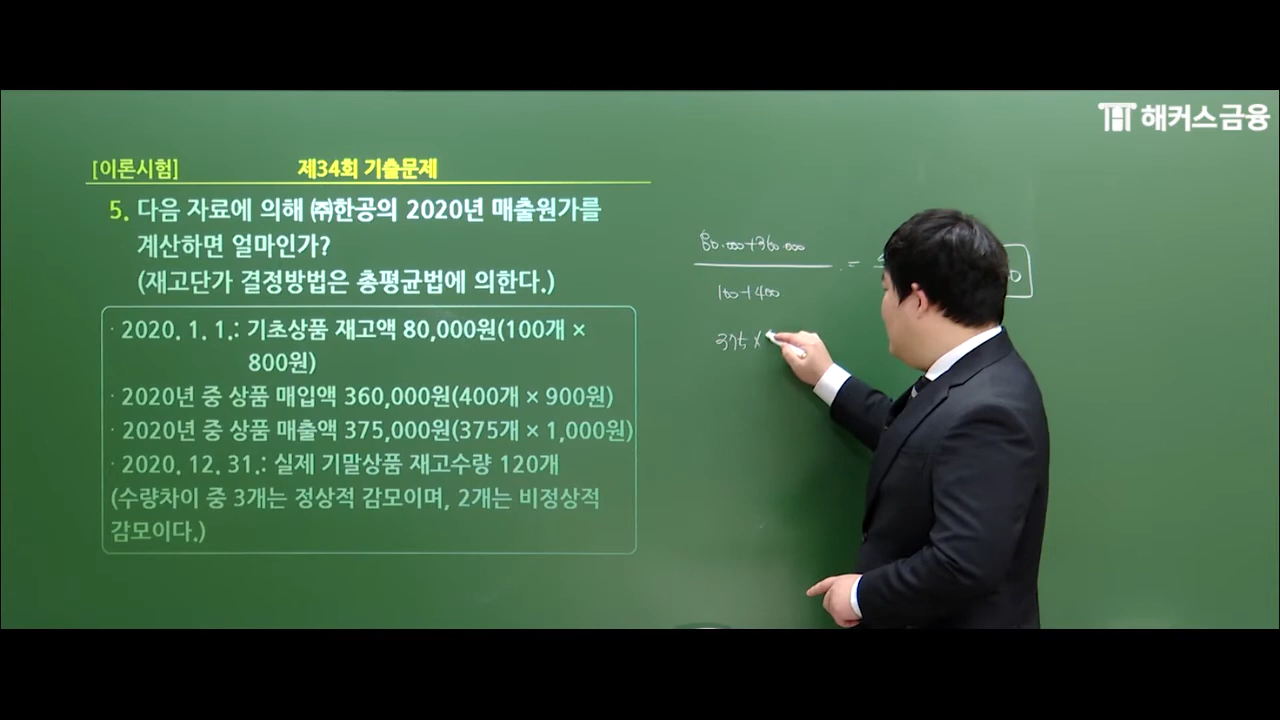 해커스금융
[이론시험] 제34회 기출문제
5. 다음 자료에 의해 ㈜한공의 2020년 매출원가를
계산하면 얼마인가?
(재고단가 결정방법은 총평균법에 의한다.)
· 2020. 1. 1.: 기초상품 재고액 80,000원(100개 ×
800원)
· 2020년 중 상품 매입액 360,000원(400개 × 900원)
· 2020년 중 상품 매출액 375,000원(375개 × 1,000원)
· 2020. 12. 31.: 실제 기말상품 재고수량 120개
(수량차이 중 3개는 정상적 감모이며, 2개는 비정상적
감모이다.)
80.000+360.000
=
100+400
375 ×